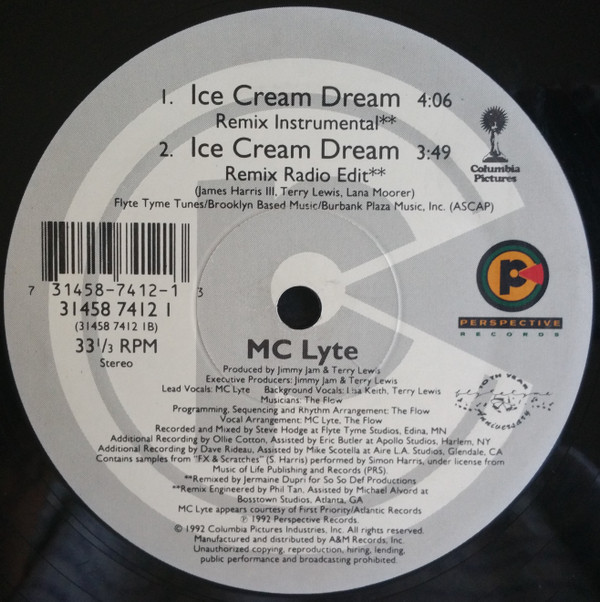 1. Ice Cream Dream 4:06
Remix Instrumental**
2. Ice Cream Dream 3:49
Remix Radio Edit**
(James Harris III, Terry Lewis, Lana Moorer)
Flyte Tyme Tunes/Brooklyn Based Music/Burbank Plaza Music, Inc. (ASCAP)
Columbia
Pictures
7 31458-7412-1 3
31458 7412 1
(31458 7412 1B)
33 1/3 RPM
Stereo
P
PERSPECTIVE
RECORDS
MC Lyte
Produced by Jimmy Jam & Terry Lewis
Executive Producers: Jimmy Jam & Terry Lewis
Lead Vocals: MC Lyte Background Vocals: Lisa Keith, Terry Lewis
Musicians: The Flow
Programming, Sequencing and Rhythm Arrangement: The Flow
Vocal Arrangement: MC Lyte, The Flow
Recorded and Mixed by Steve Hodge at Flyte Tyme Studios, Edina, MN
Additional Recording by Ollie Cotton, Assisted by Eric Butler at Apollo Studios, Harlem, NY
Additional Recording by Dave Rideau, Assisted by Mike Scotella at Aire L.A. Studios, Glendale, CA
Contains samples from "FX & Scratches" (S. Harris) performed by Simon Harris, under license from
Music of Life Publishing and Records (PRS).
**Remixed by Jermaine Dupri for So So Def Productions
**Remix Engineered by Phil Tan, Assisted by Michael Alvord at
Bosstown Studios, Atlanta, GA
MC Lyte appears courtesy of First Priority/Atlantic Records
℗ 1992 Perspective Records.
© 1992 Columbia Pictures Industries, Inc. All rights reserved.
Manufactured and distributed by A&M Records, Inc.
Unauthorized copying, reproduction, hiring, lending,
public performance and broadcasting prohibited.
Anniversary